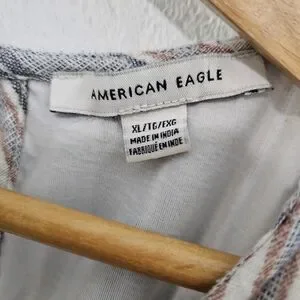 AMERICAN EAGLE
XL/TG/EXG
MADE IN INDIA
FABRIQUÉ EN INDE